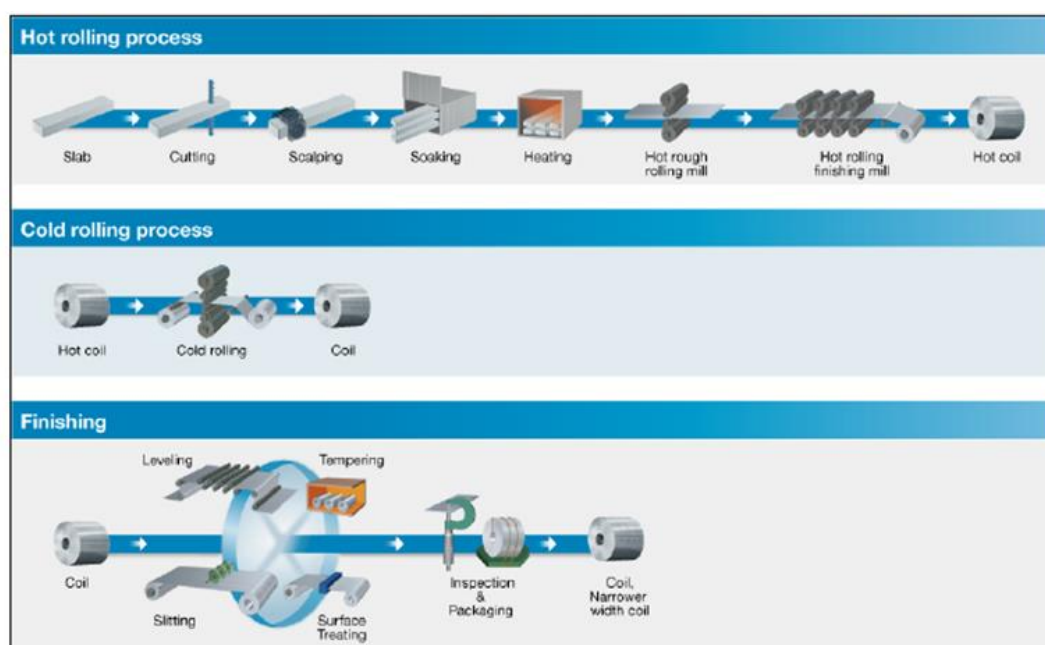 Hot rolling process
Slab
Cutting
Scalping
Soaking
Heating
Hot rough
rolling mill
Hot rolling
finishing mill
Hot coil
Cold rolling process
Hot coil
Cold rolling
Coil
Finishing
Leveling
Tempering
Coil
Slitting
Surface
Treating
Inspection
&
Packaging
Coil,
Narrower
width coil